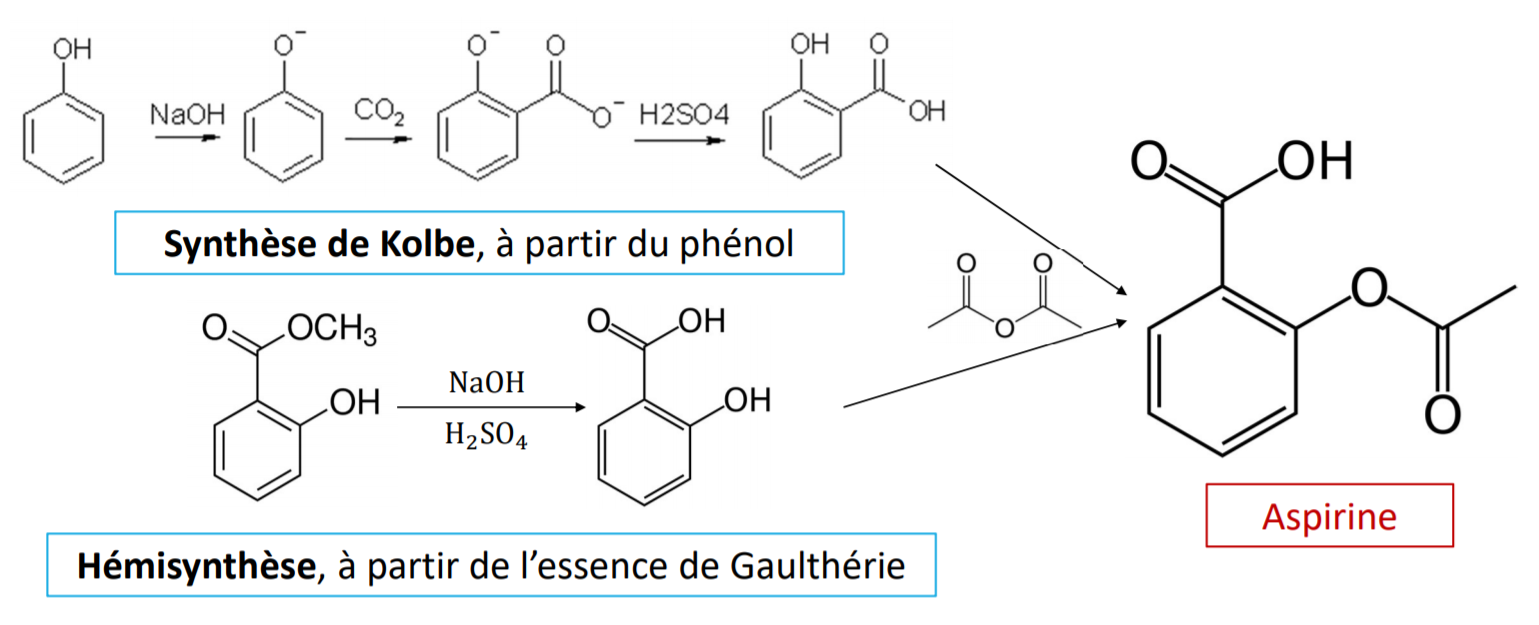 OH
NaOH
O⁻
CO₂
O⁻
O
O⁻
H2SO4
OH
O
OH
Synthèse de Kolbe, à partir du phénol
O
OCH₃
OH
NaOH
H₂SO₄
O
OH
OH
O
O
O
O
OH
O
O
Aspirine
Hémisynthèse, à partir de l’essence de Gaulthérie